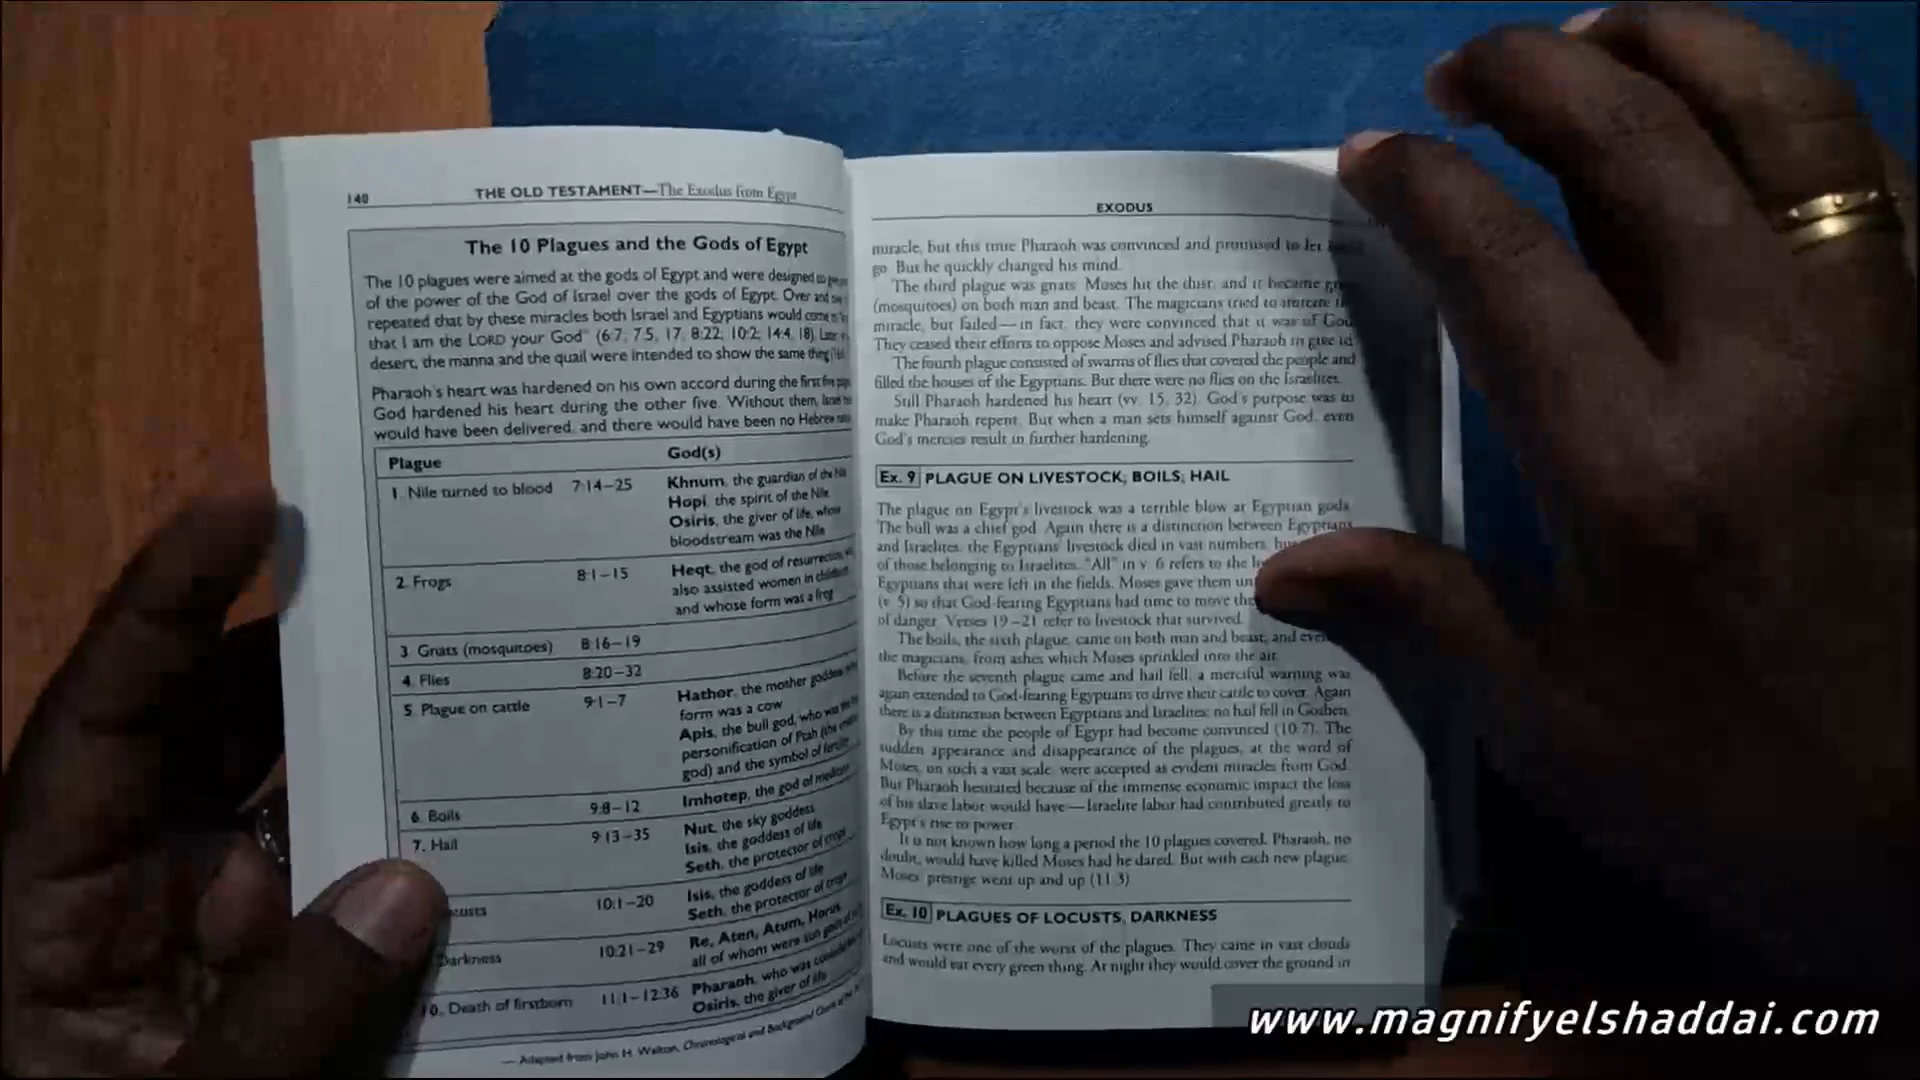 140
THE OLD TESTAMENT—The Exodus from Egypt
The 10 Plagues and the Gods of Egypt
The 10 plagues were aimed at the gods of Egypt and were designed to
of the power of the God of Israel over the gods of Egypt. Over and
repeated that by these miracles both Israel and Egyptians would come
that I am the LORD your God" (6:7; 7:5, 17; 8:22; 10:2; 14:4, 18). Later
desert, the manna and the quail were intended to show the same thing
Pharaoh's heart was hardened on his own accord during the first five
God hardened his heart during the other five. Without them, Israel
would have been delivered, and there would have been no Hebrew
Plague God(s)
1. Nile turned to blood 7:14–25 Khnum, the guardian of the
Hopi, the spirit of the Nile
Osiris, the giver of life, whose
bloodstream was the Nile
2. Frogs 8:1–15 Heqt, the god of resurrection,
also assisted women in
and whose form was a frog
3. Gnats (mosquitoes) 8:16–19
4. Flies 8:20–32
5. Plague on cattle 9:1–7 Hathor, the mother goddess
form was a cow
Apis, the bull god, who was the
personification of Ptah (the
god) and the symbol of
6. Boils 9:8–12 Imhotep, the god of medicine
7. Hail 9:13–35 Nut, the sky goddess
Isis, the goddess of life
Seth, the protector of crops
10:1–20 Isis, the goddess of life
Seth, the protector of crops
Darkness 10:21–29 Re, Aten, Atum, Horus,
all of whom were sun gods
10. Death of firstborn 11:1–12:36 Pharaoh, who was
Osiris, the giver of life
— Adapted from John H. Walton, Chronological and Background Charts
EXODUS
miracle, but this time Pharaoh was convinced and promised to let
go. But he quickly changed his mind.
The third plague was gnats. Moses hit the dust, and it became
(mosquitoes) on both man and beast. The magicians tried to imitate
miracle, but failed—in fact, they were convinced that it was of God.
They ceased their efforts to oppose Moses and advised Pharaoh to give in.
The fourth plague consisted of swarms of flies that covered the people and
filled the houses of the Egyptians. But there were no flies on the Israelites.
Still Pharaoh hardened his heart (vv. 15, 32). God's purpose was to
make Pharaoh repent. But when a man sets himself against God, even
God's mercies result in further hardening.
Ex. 9 PLAGUE ON LIVESTOCK; BOILS; HAIL
The plague on Egypt's livestock was a terrible blow at Egyptian gods.
The bull was a chief god. Again there is a distinction between Egyptians
and Israelites: the Egyptians' livestock died in vast numbers,
of those belonging to Israelites. "All" in v. 6 refers to the
Egyptians that were left in the fields. Moses gave them
(v. 5) so that God-fearing Egyptians had time to move
of danger. Verses 19–21 refer to livestock that survived.
The boils, the sixth plague, came on both man and beast, and
the magicians, from ashes which Moses sprinkled into the air.
Before the seventh plague came and hail fell, a merciful warning was
again extended to God-fearing Egyptians to drive their cattle to cover. Again
there is a distinction between Egyptians and Israelites: no hail fell in Goshen.
By this time the people of Egypt had become convinced (10:7). The
sudden appearance and disappearance of the plagues, at the word of
Moses, on such a vast scale, were accepted as evident miracles from God.
But Pharaoh hesitated because of the immense economic impact the loss
of his slave labor would have—Israelite labor had contributed greatly to
Egypt's rise to power.
It is not known how long a period the 10 plagues covered. Pharaoh, no
doubt, would have killed Moses had he dared. But with each new plague,
Moses' prestige went up and up (11:3).
Ex. 10 PLAGUES OF LOCUSTS, DARKNESS
Locusts were one of the worst of the plagues. They came in vast clouds
and would eat every green thing. At night they would cover the ground in
www.magnifyelshaddai.com